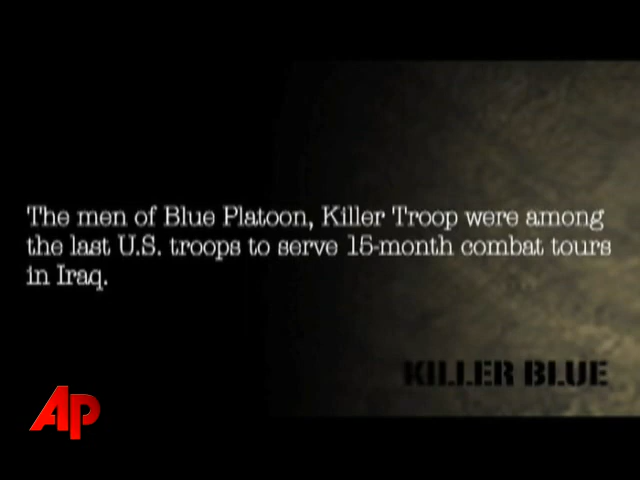 The men of Blue Platoon, Killer Troop were among
the last U.S. troops to serve 15-month combat tours
in Iraq.
KILLER BLUE
AP